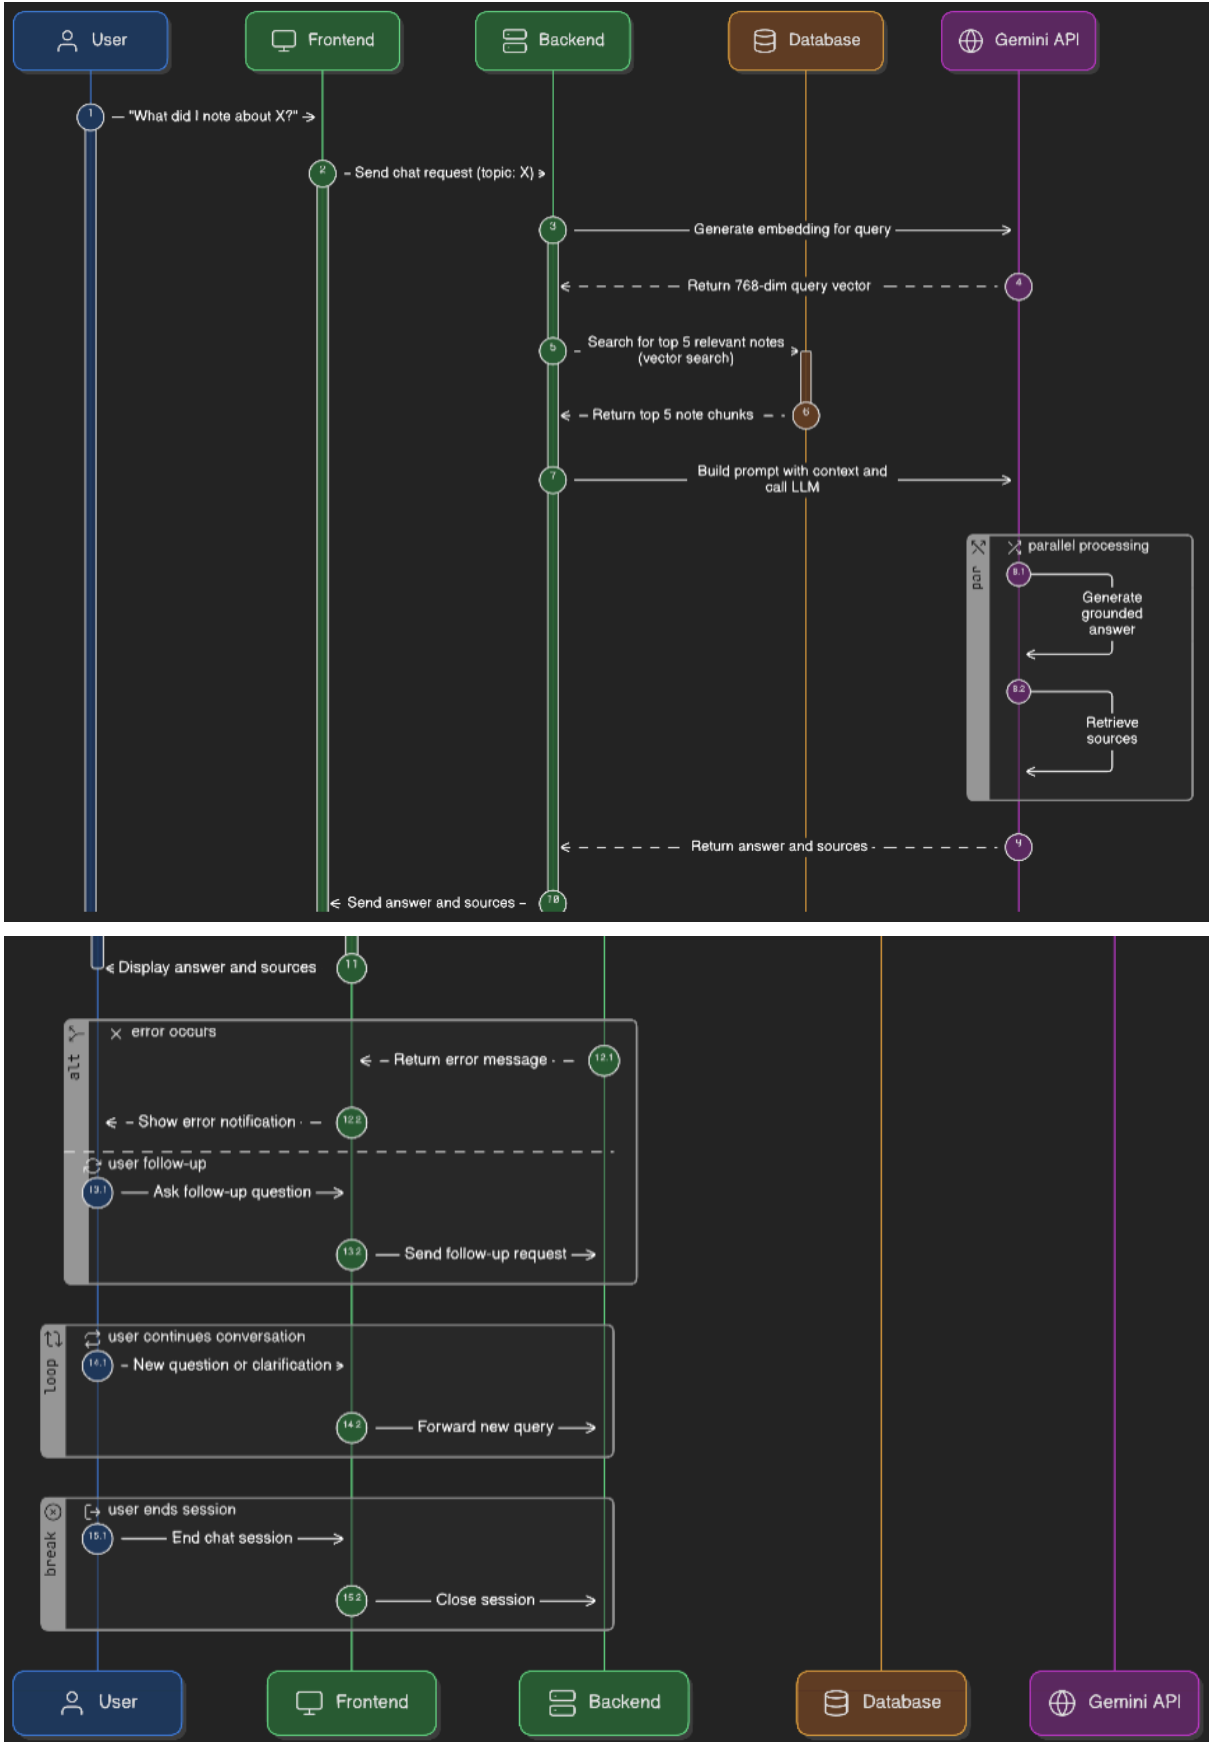 User
Frontend
Backend
Database
Gemini API
1
"What did I note about X?"
2
Send chat request (topic: X)
3
Generate embedding for query
Return 768-dim query vector
4
5
Search for top 5 relevant notes
(vector search)
Return top 5 note chunks
6
7
Build prompt with context and
call LLM
par
parallel processing
8.1
Generate
grounded
answer
8.2
Retrieve
sources
Return answer and sources
9
Send answer and sources
10
Display answer and sources
11
alt
error occurs
Return error message
12.1
Show error notification
12.2
user follow-up
13.1
Ask follow-up question
13.2
Send follow-up request
loop
user continues conversation
14.1
New question or clarification
14.2
Forward new query
break
user ends session
15.1
End chat session
15.2
Close session
User
Frontend
Backend
Database
Gemini API